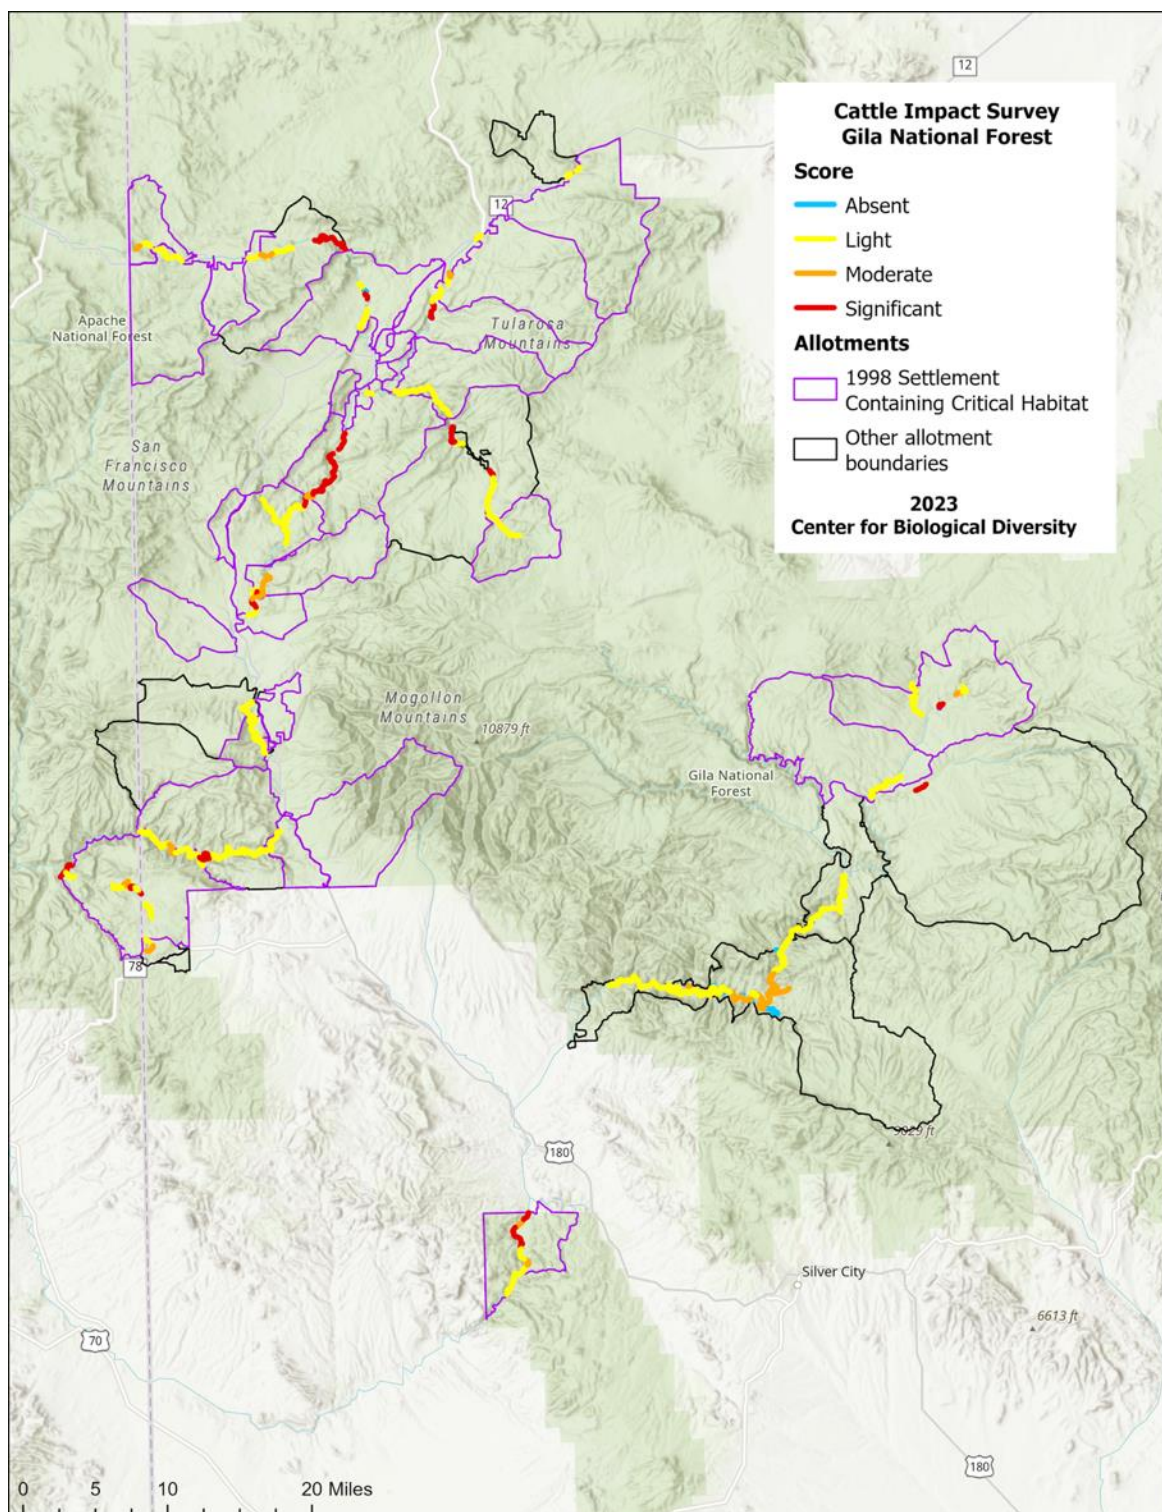 12
Cattle Impact Survey
Gila National Forest
Score
Absent
Light
Moderate
Significant
Allotments
1998 Settlement
Containing Critical Habitat
Other allotment
boundaries
2023
Center for Biological Diversity
12
Apache
National Forest
Tularosa
Mountains
San
Francisco
Mountains
Mogollon
Mountains
10879 ft
Gila National
Forest
78
9029 ft
180
Silver City
6613 ft
70
180
0 5 10 20 Miles